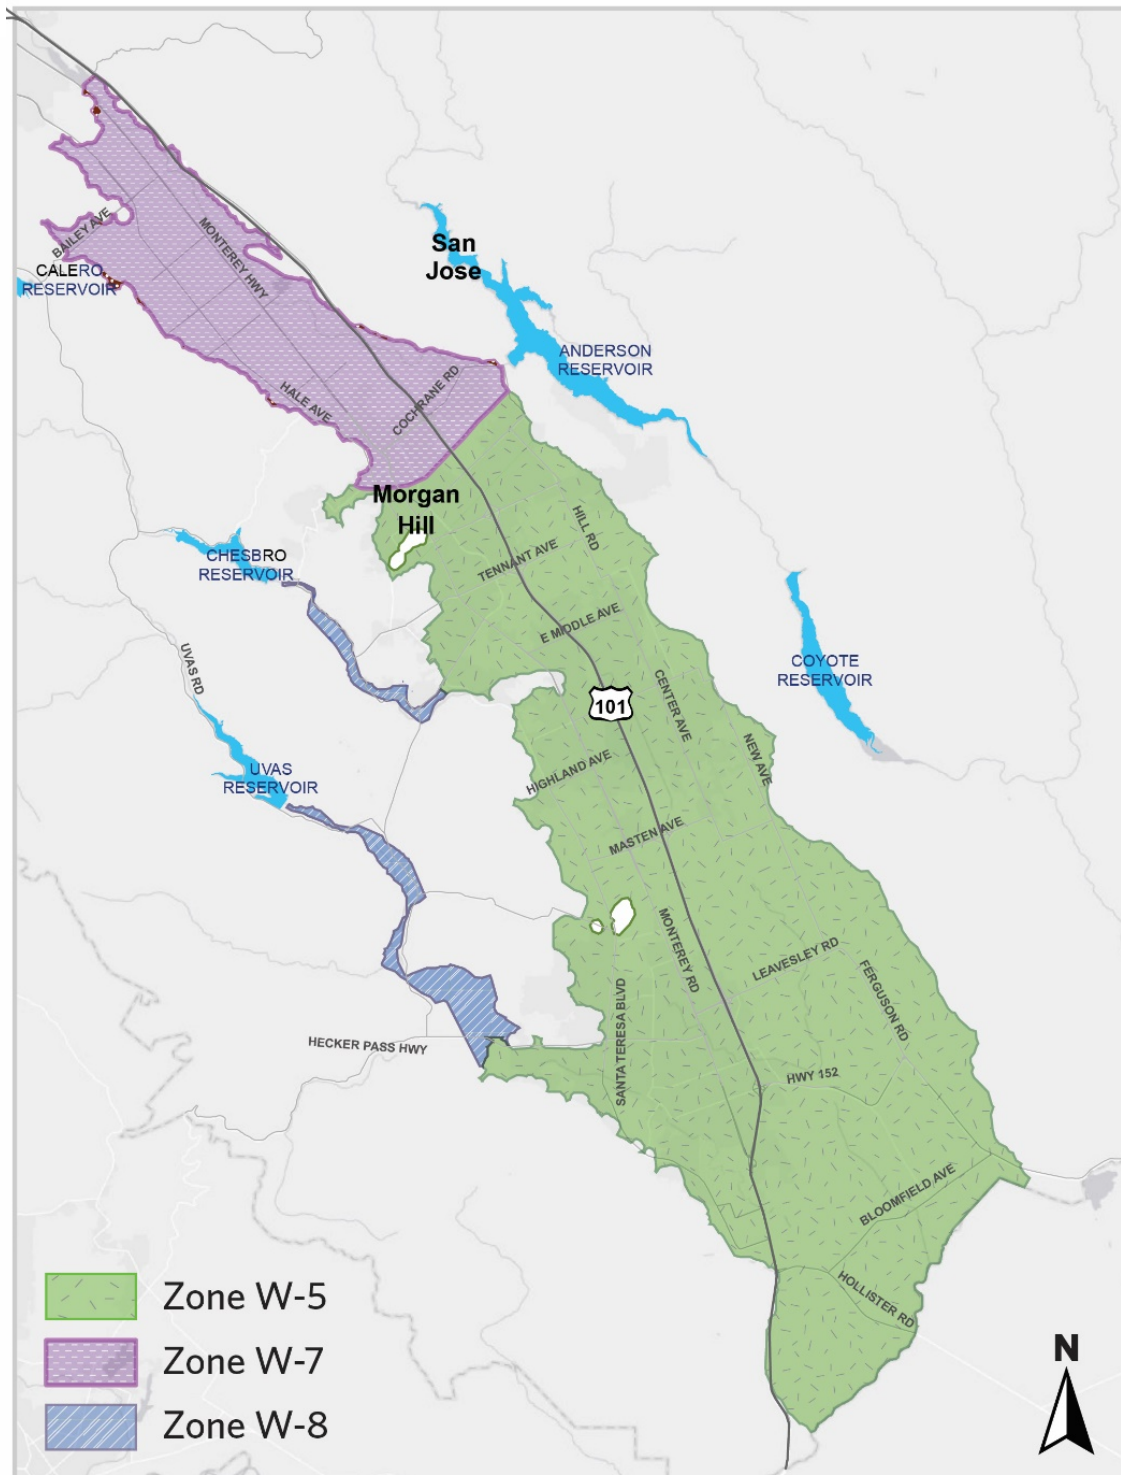 BAILEY AVE
MONTEREY HWY
San
Jose
CALERO
RESERVOIR
ANDERSON
RESERVOIR
HALE AVE
COCHRANE RD
Morgan
Hill
HILL RD
TENNANT AVE
CHESBRO
RESERVOIR
E MIDDLE AVE
UVAS RD
COYOTE
RESERVOIR
CENTER AVE
101
NEW AVE
HIGHLAND AVE
UVAS
RESERVOIR
MASTEN AVE
MONTEREY RD
LEAVESLEY RD
FERGUSON RD
SANTA TERESA BLVD
HECKER PASS HWY
HWY 152
BLOOMFIELD AVE
HOLLISTER RD
Zone W-5
Zone W-7
Zone W-8
N